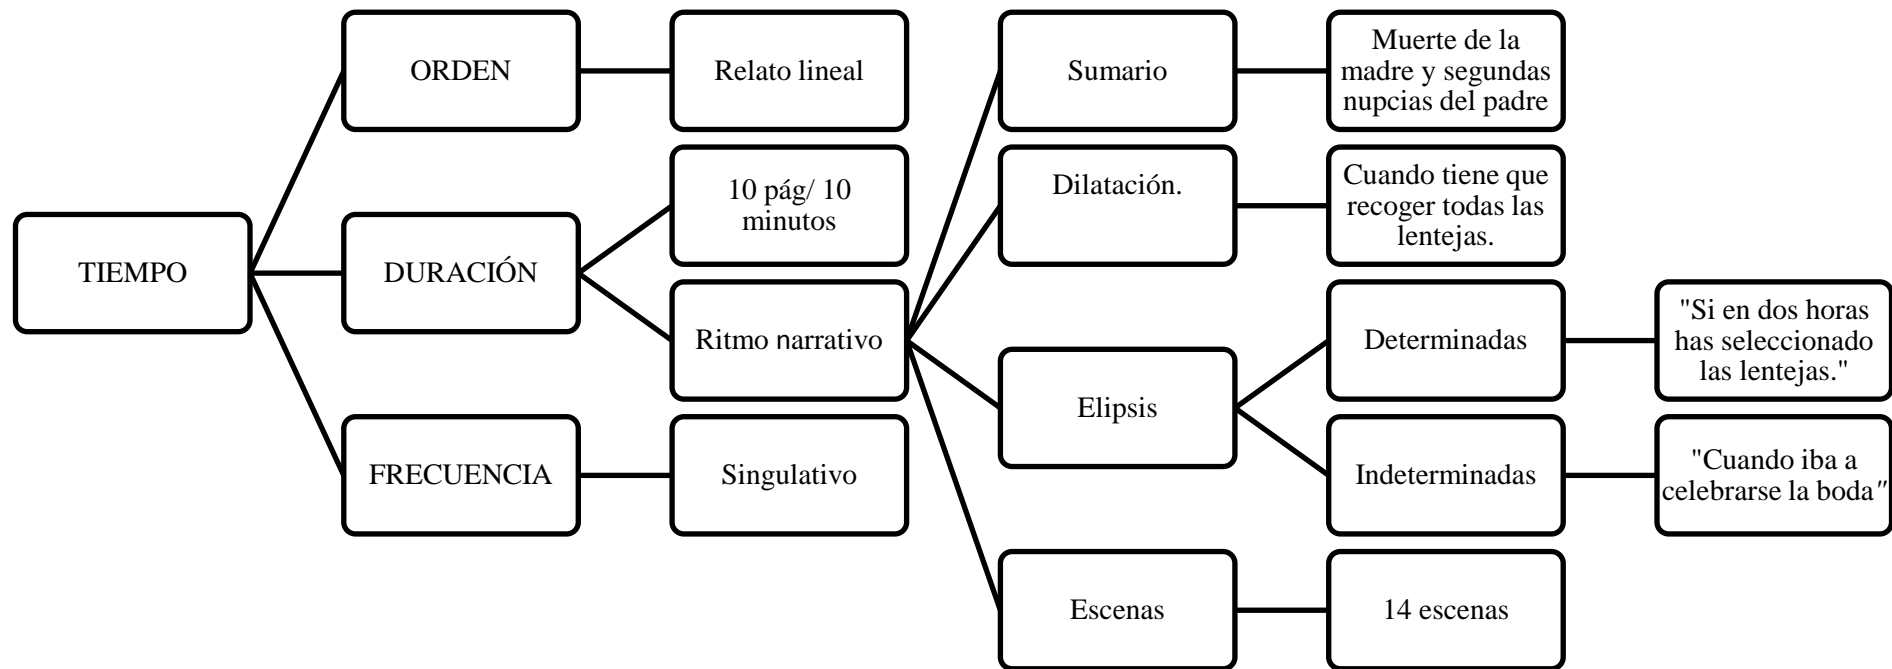 TIEMPO
ORDEN
Relato lineal
DURACIÓN
10 pág/ 10
minutos
Ritmo narrativo
Sumario
Muerte de la
madre y segundas
nupcias del padre
Dilatación.
Cuando tiene que
recoger todas las
lentejas.
Elipsis
Determinadas
"Si en dos horas
has seleccionado
las lentejas."
Indeterminadas
"Cuando iba a
celebrarse la boda"
Escenas
14 escenas
FRECUENCIA
Singulativo